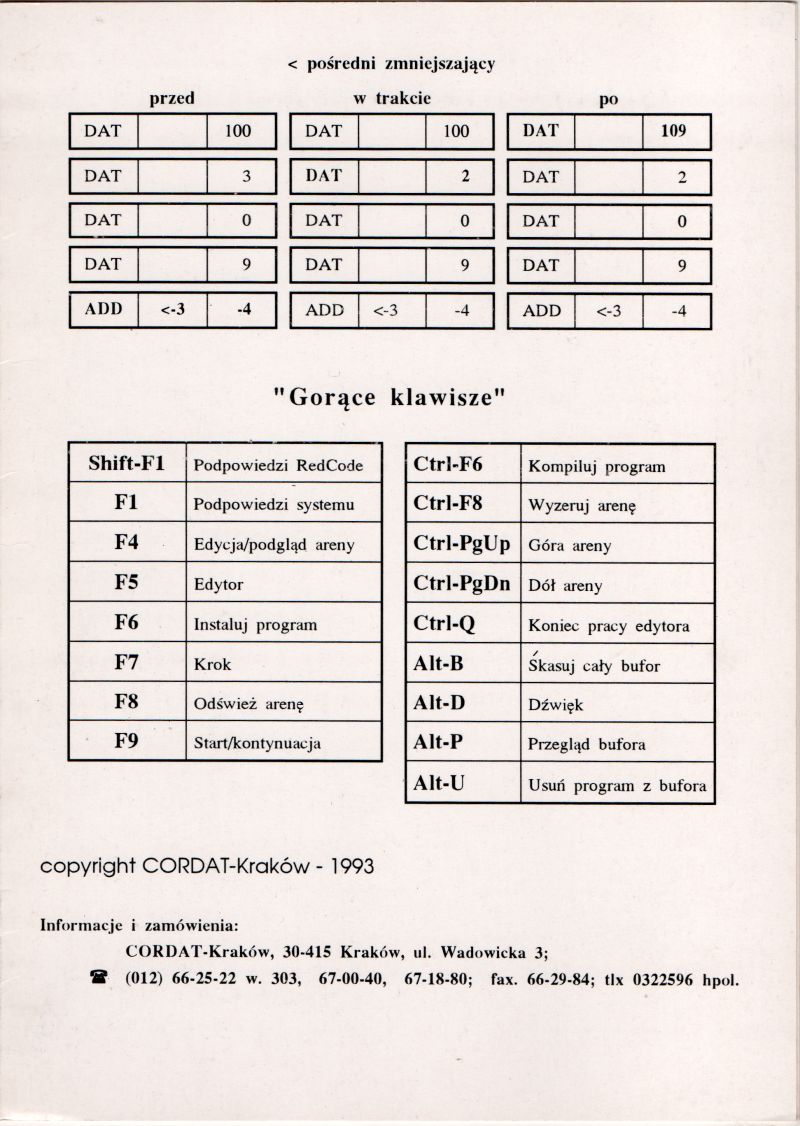 < pośredni zmniejszający
przed w trakcie po
DAT 100 DAT 100 DAT 109
DAT 3 DAT 2 DAT 2
DAT 0 DAT 0 DAT 0
DAT 9 DAT 9 DAT 9
ADD <-3 -4 ADD <-3 -4 ADD <-3 -4
"Gorące klawisze"
Shift-F1 Podpowiedzi RedCode
F1 Podpowiedzi systemu
F4 Edycja/podgląd areny
F5 Edytor
F6 Instaluj program
F7 Krok
F8 Odśwież arenę
F9 Start/kontynuacja
Ctrl-F6 Kompiluj program
Ctrl-F8 Wyzeruj arenę
Ctrl-PgUp Góra areny
Ctrl-PgDn Dół areny
Ctrl-Q Koniec pracy edytora
Alt-B Skasuj cały bufor
Alt-D Dźwięk
Alt-P Przegląd bufora
Alt-U Usuń program z bufora
copyright CORDAT-Kraków - 1993
Informacje i zamówienia:
CORDAT-Kraków, 30-415 Kraków, ul. Wadowicka 3;
☎ (012) 66-25-22 w. 303, 67-00-40, 67-18-80; fax. 66-29-84; tlx 0322596 hpol.